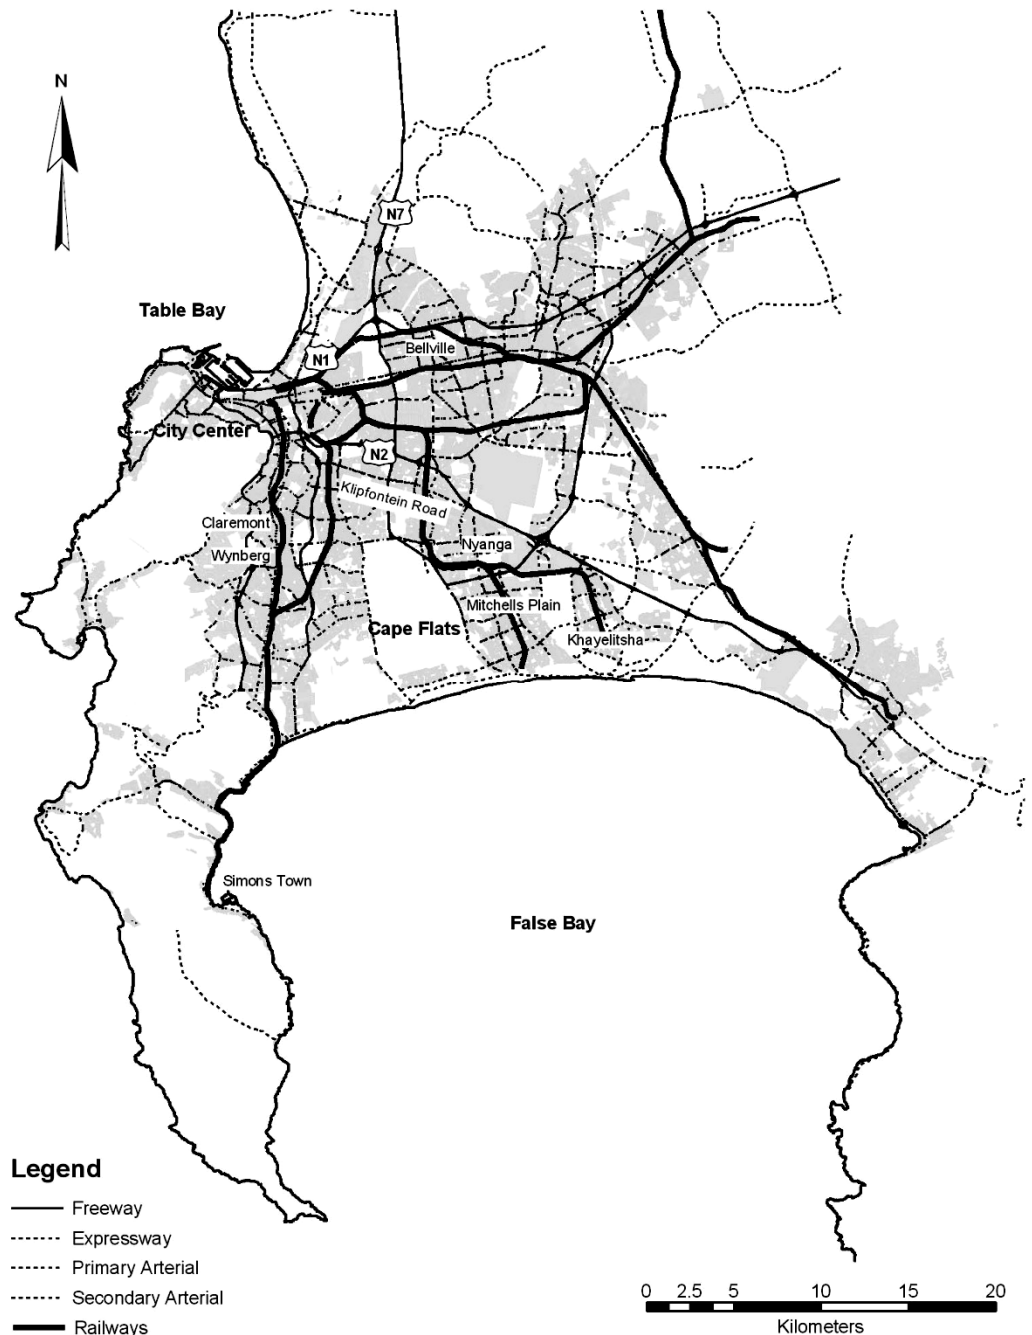 N
N7
Table Bay
N1
Bellville
City Center
N2
Klipfontein Road
Claremont
Wynberg
Nyanga
Mitchells Plain
Cape Flats
Khayelitsha
Simons Town
False Bay
Legend
Freeway
Expressway
Primary Arterial
Secondary Arterial
Railways
0 2.5 5 10 15 20
Kilometers